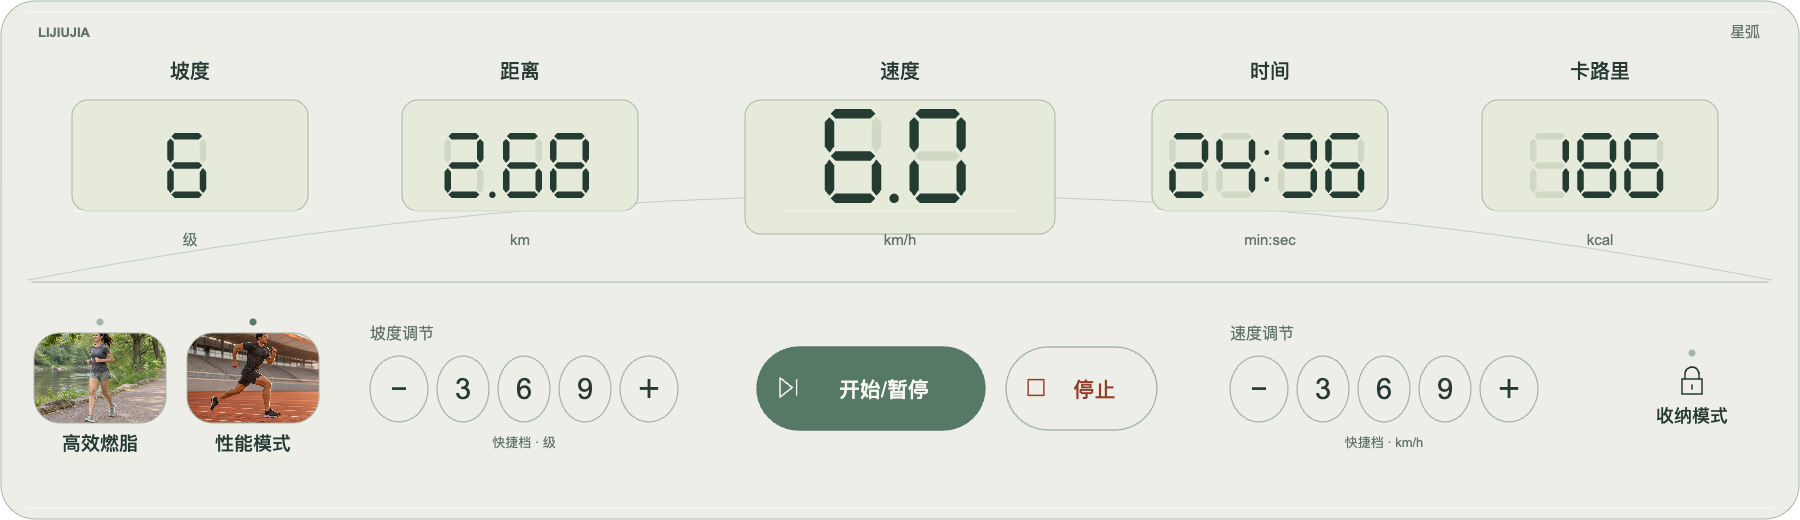 LIJIUJIA
星弧
坡度 距离 速度 时间 卡路里
6 2.68 6.0 24:36 186
级 km km/h min:sec kcal
坡度调节
速度调节
− 3 6 9 +
开始/暂停
停止
− 3 6 9 +
收纳模式
高效燃脂 性能模式
快捷档 · 级
快捷档 · km/h